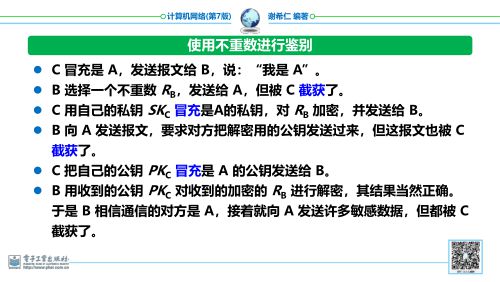 计算机网络(第7版) 谢希仁 编著
使用不重数进行鉴别
C 冒充是 A，发送报文给 B，说：“我是 A”。
B 选择一个不重数 RB，发送给 A，但被 C 截获了。
C 用自己的私钥 SKC 冒充是A的私钥，对 RB 加密，并发送给 B。
B 向 A 发送报文，要求对方把解密用的公钥发送过来，但这报文也被 C
截获了。
C 把自己的公钥 PKC 冒充是 A 的公钥发送给 B。
B 用收到的公钥 PKC 对收到的加密的 RB 进行解密，其结果当然正确。
于是 B 相信通信的对方是 A，接着就向 A 发送许多敏感数据，但都被 C
截获了。
电子工业出版社
http://www.phei.com.cn